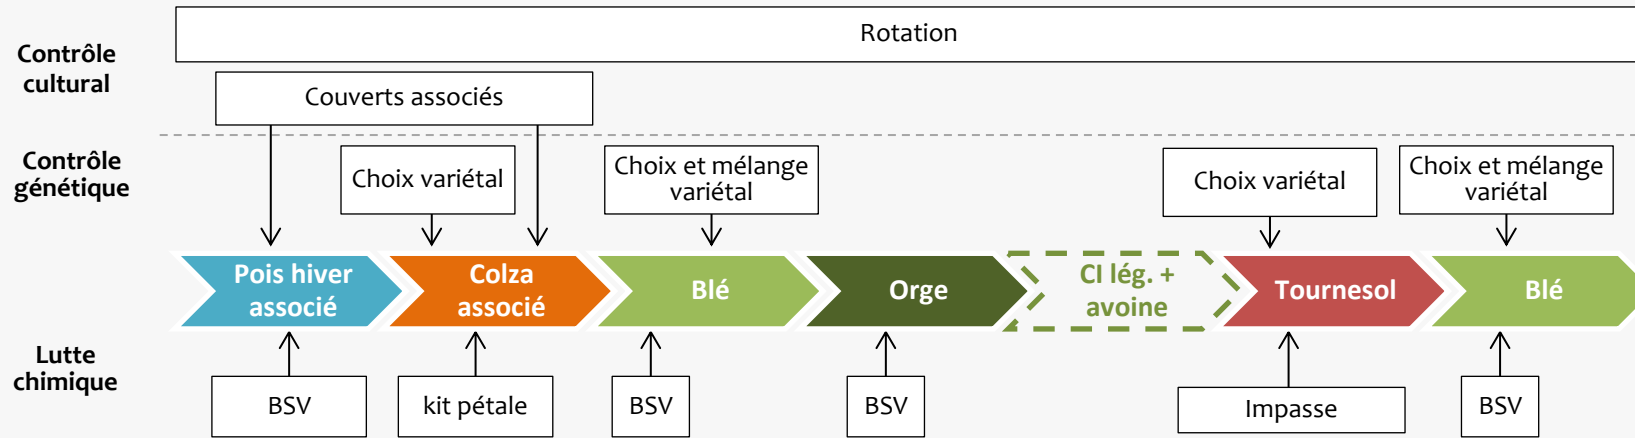 Contrôle
cultural
Rotation
Couverts associés
Contrôle
génétique
Choix variétal
Choix et mélange
variétal
Choix variétal
Choix et mélange
variétal
Pois hiver
associé
Colza
associé
Blé
Orge
CI lég. +
avoine
Tournesol
Blé
Lutte
chimique
BSV
kit pétale
BSV
BSV
Impasse
BSV